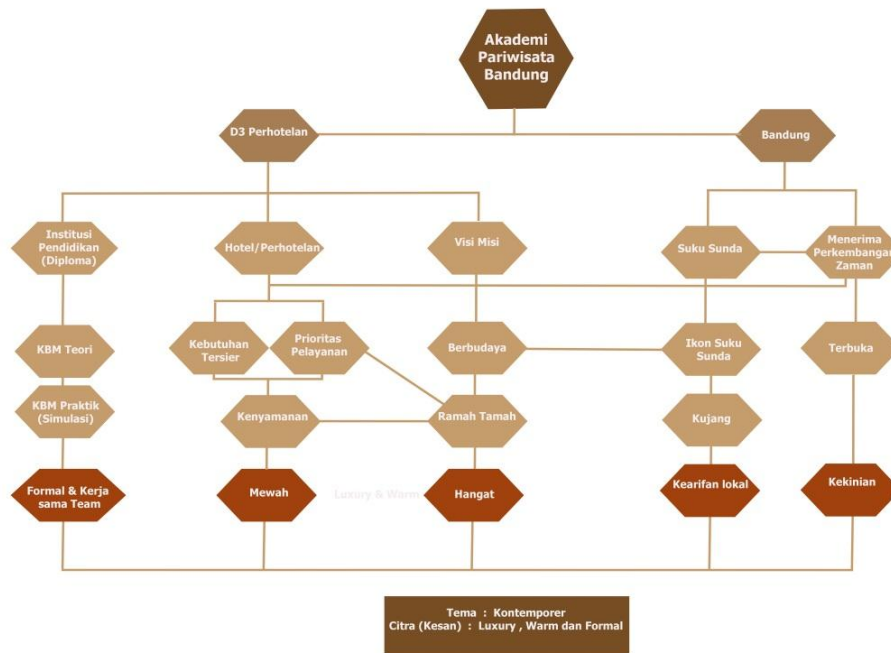 Akademi
Pariwisata
Bandung
D3 Perhotelan
Bandung
Institusi
Pendidikan
(Diploma)
Hotel/Perhotelan
Visi Misi
Suku Sunda
Menerima
Perkembangan
Zaman
KBM Teori
Kebutuhan
Tersier
Prioritas
Pelayanan
Berbudaya
Ikon Suku
Sunda
Terbuka
KBM Praktik
(Simulasi)
Kenyamanan
Ramah Tamah
Kujang
Formal & Kerja
sama Team
Mewah
Luxury & Warm
Hangat
Kearifan lokal
Kekinian
Tema : Kontemporer
Citra (Kesan) : Luxury , Warm dan Formal